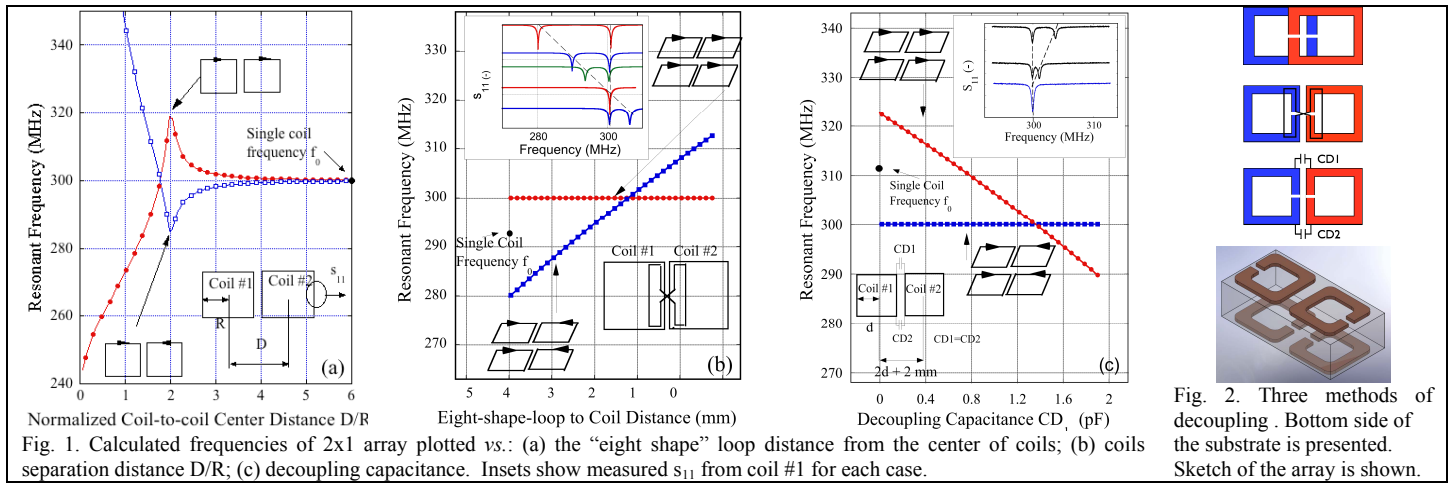 340
320
300
280
260
240
0
1
2
3
4
5
6
Resonant Frequency (MHz)
Normalized Coil-to-coil Center Distance D/R
Single coil
frequency f0
Coil #1
Coil #2
s11
R
D
(a)
330
320
310
300
290
280
270
5
4
3
2
1
0
Resonant Frequency (MHz)
Eight-shape-loop to Coil Distance (mm)
s11 (-)
280
300
Frequency (MHz)
Single Coil
Frequency f0
Coil #1
Coil #2
(b)
340
330
320
310
300
290
280
270
0
0.4
0.8
1.2
1.6
2
Resonant Frequency (MHz)
Decoupling Capacitance CD, (pF)
S11 (-)
300
310
Frequency (MHz)
Single Coil
Frequency f0
CD1
Coil #1
Coil #2
d
CD2
CD1=CD2
2d + 2 mm
(c)
CD1
CD2
Fig. 1. Calculated frequencies of 2x1 array plotted vs.: (a) the “eight shape” loop distance from the center of coils; (b) coils
separation distance D/R; (c) decoupling capacitance. Insets show measured s11 from coil #1 for each case.
Fig. 2. Three methods of
decoupling . Bottom side of
the substrate is presented.
Sketch of the array is shown.